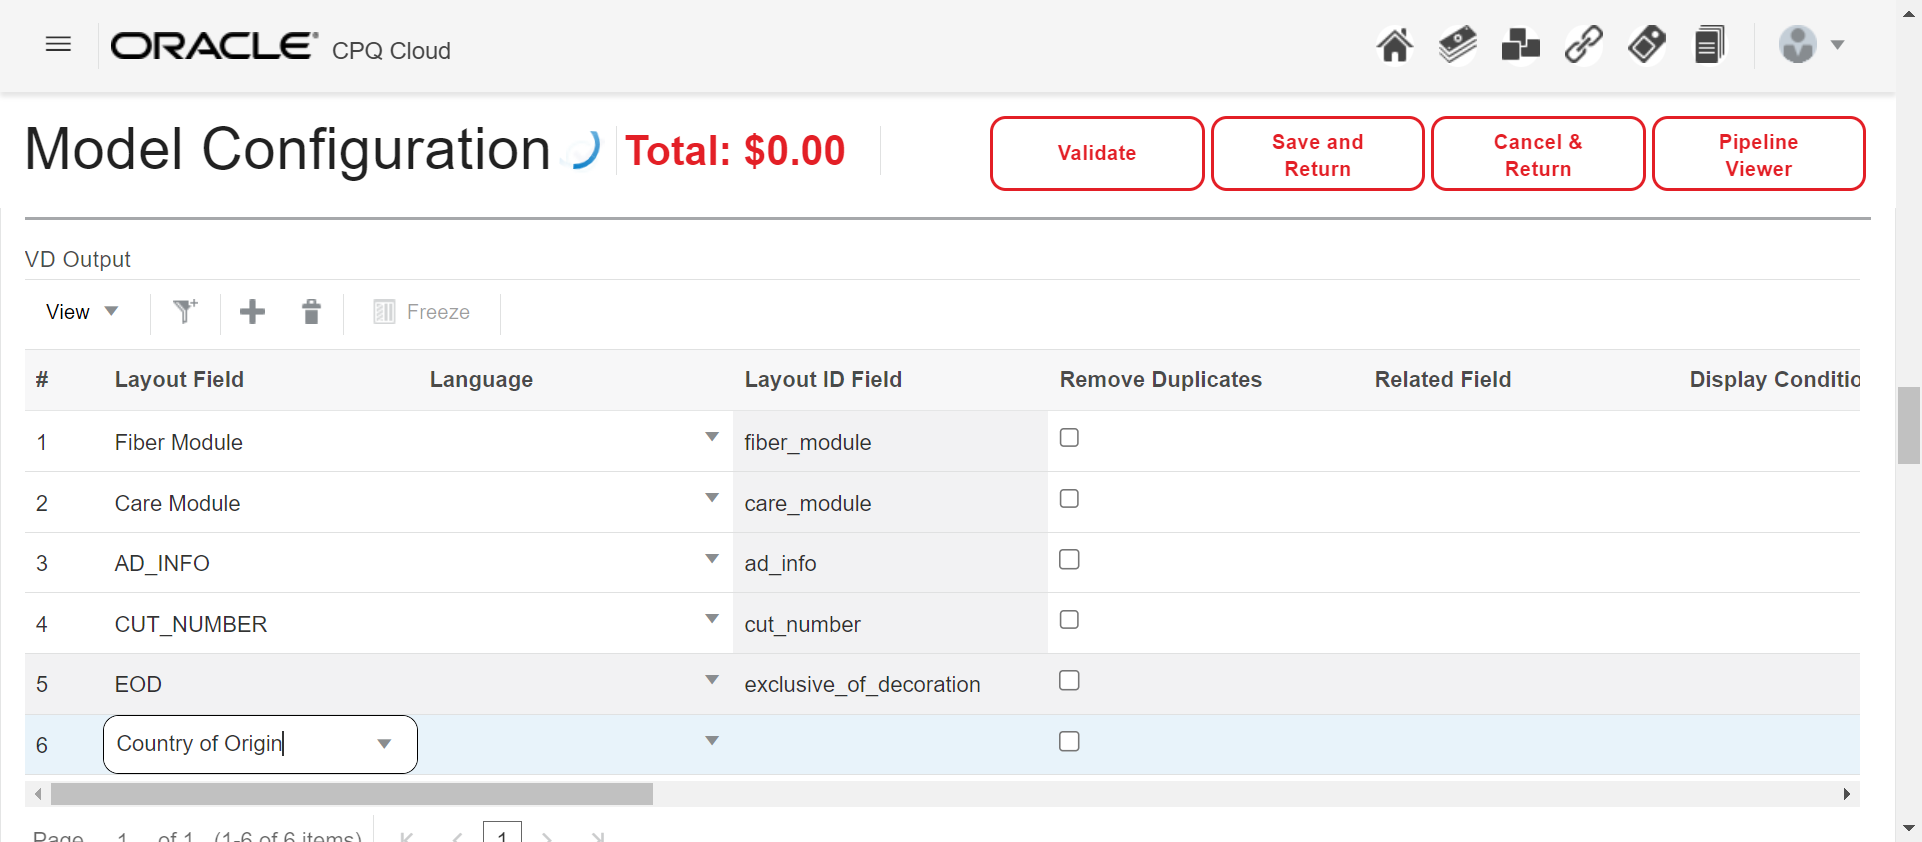 ORACLE® CPQ Cloud
Model Configuration
Total: $0.00
Validate
Save and
Return
Cancel &
Return
Pipeline
Viewer
VD Output
View
Freeze
# Layout Field Language Layout ID Field Remove Duplicates Related Field Display Conditio
1 Fiber Module fiber_module
2 Care Module care_module
3 AD_INFO ad_info
4 CUT_NUMBER cut_number
5 EOD exclusive_of_decoration
6 Country of Origin
Page 1 of 1 (1-6 of 6 items) 1